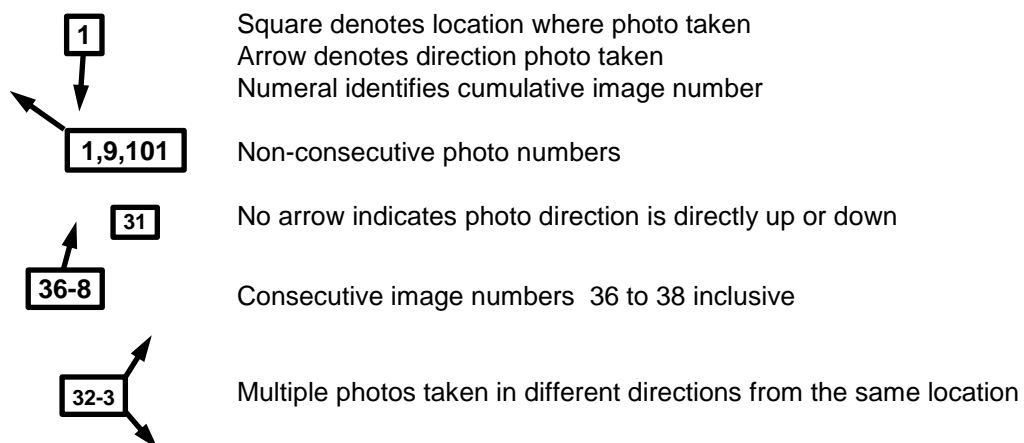 1
Square denotes location where photo taken
Arrow denotes direction photo taken
Numeral identifies cumulative image number
1,9,101
Non-consecutive photo numbers
31
No arrow indicates photo direction is directly up or down
36-8
Consecutive image numbers 36 to 38 inclusive
32-3
Multiple photos taken in different directions from the same location